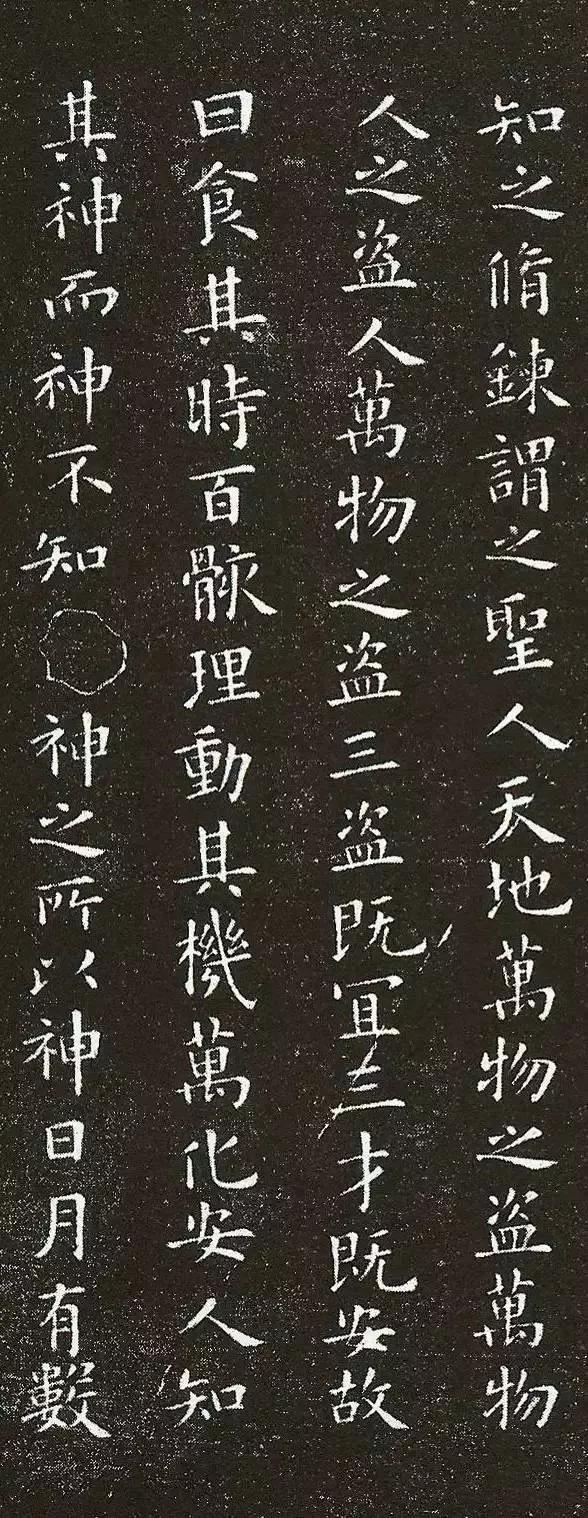 知之脩鍊謂之聖人天地萬物之盜萬物
人之盜人萬物之盜三盜既宜三才既安故
曰食其時百骸理動其機萬化安人知
其神而神不知神之所以神日月有數